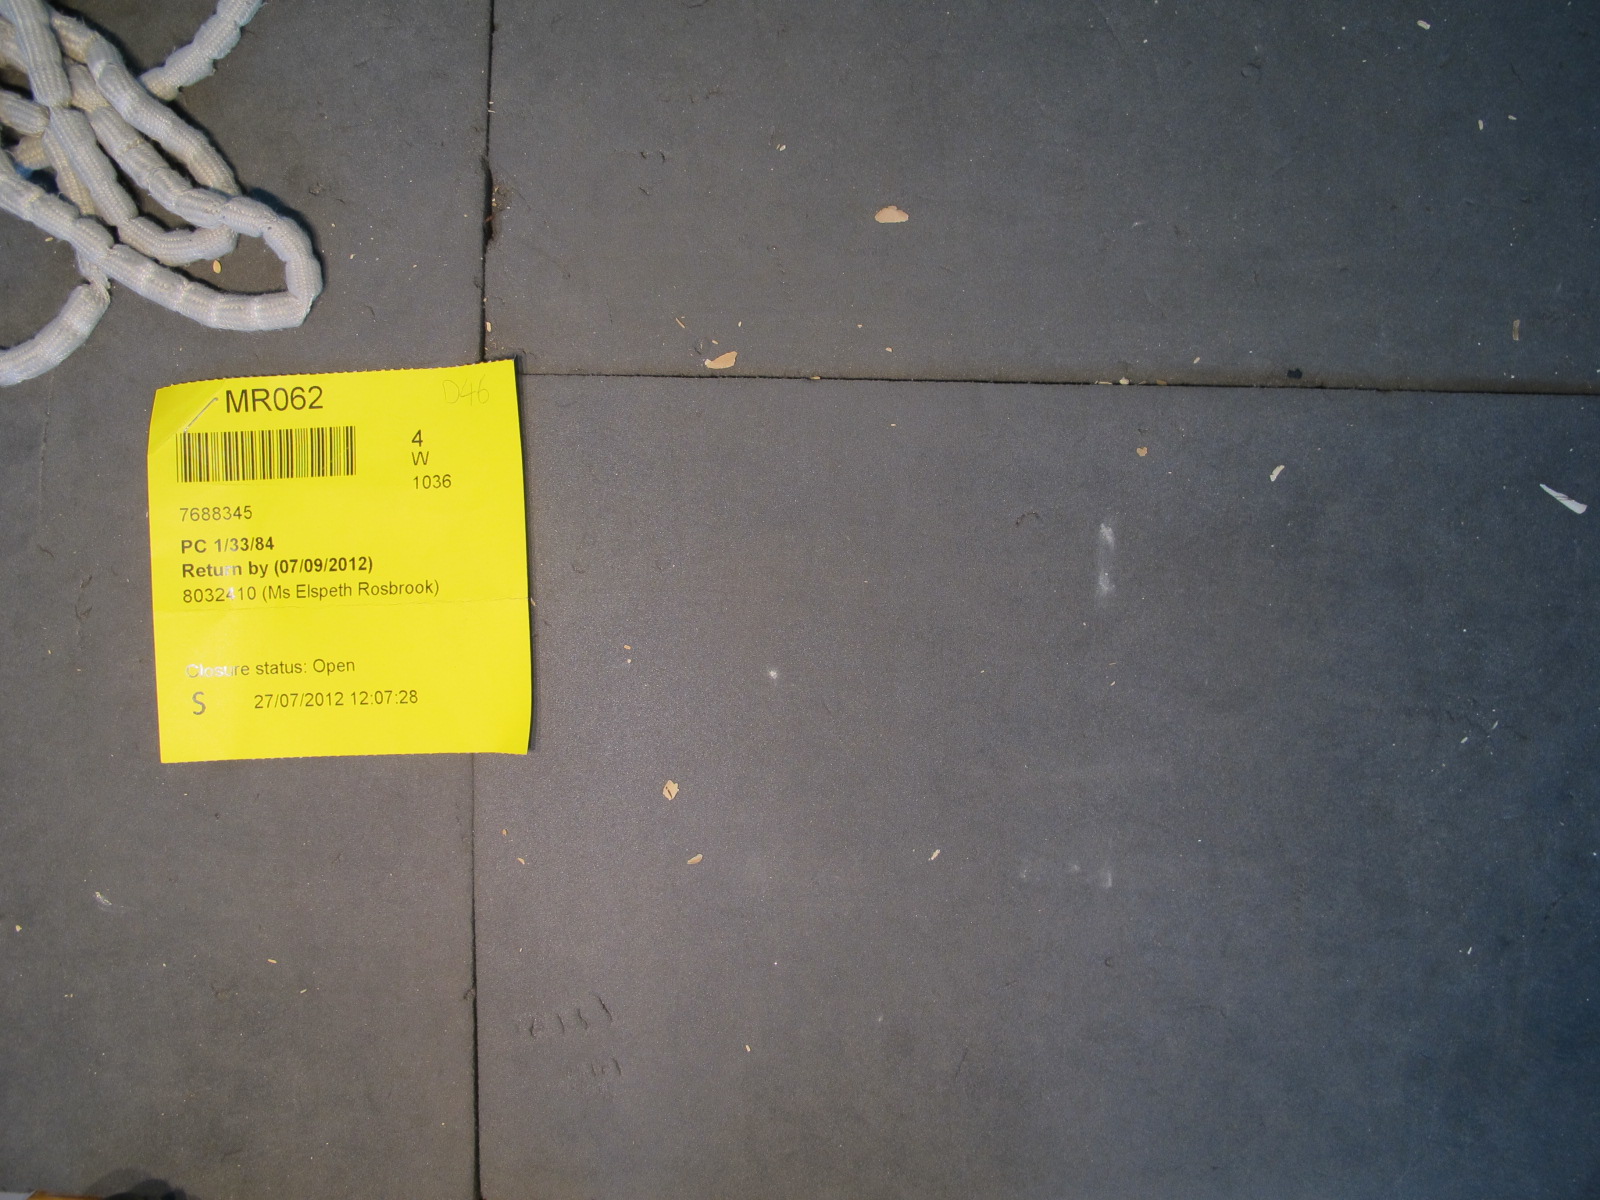 MR062 D46
4
W
1036
7688345
PC 1/33/84
Return by (07/09/2012)
8032410 (Ms Elspeth Rosbrook)
Closure status: Open
S 27/07/2012 12:07:28